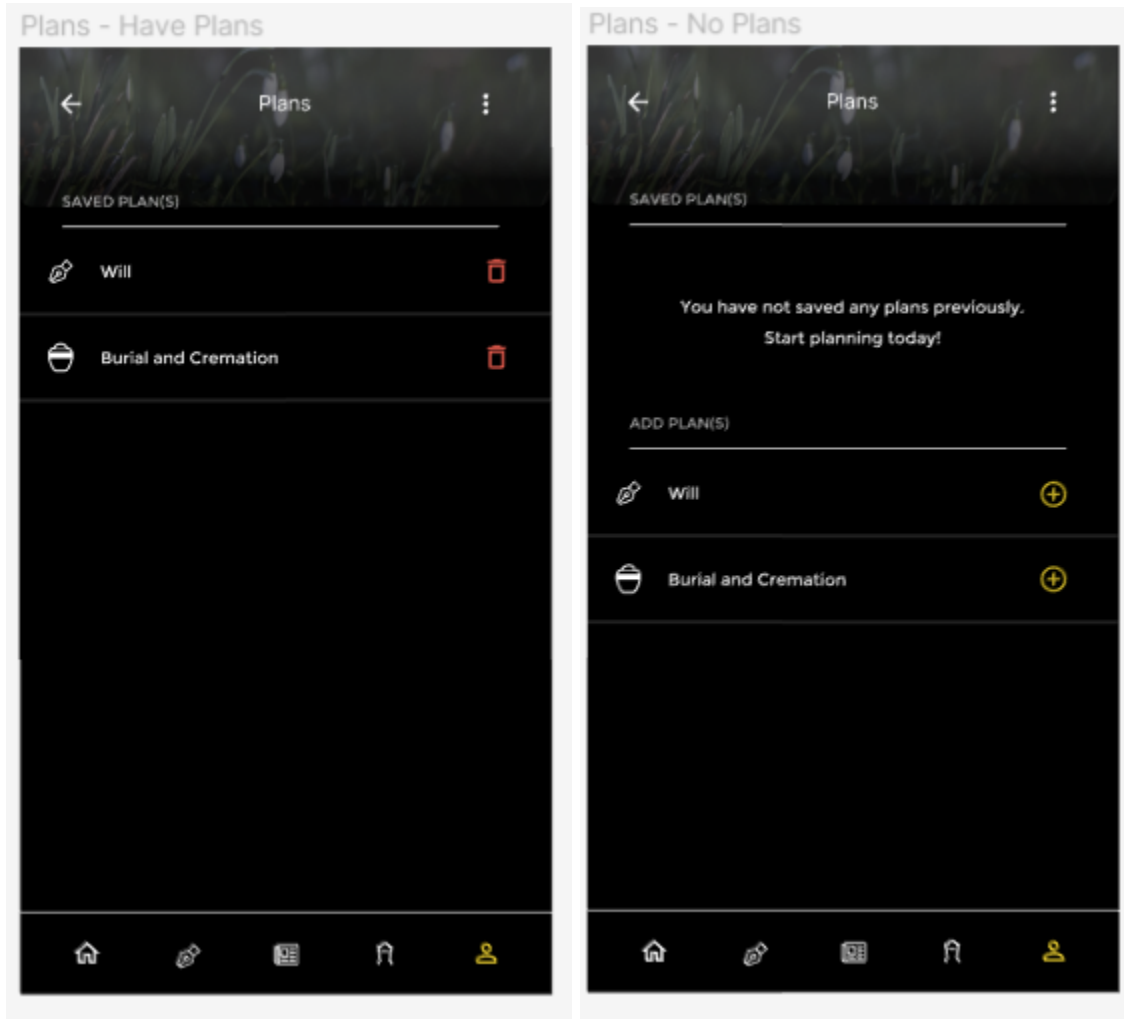 Plans - Have Plans
Plans
SAVED PLAN(S)
Will
Burial and Cremation
Plans - No Plans
Plans
SAVED PLAN(S)
You have not saved any plans previously.
Start planning today!
ADD PLAN(S)
Will
Burial and Cremation